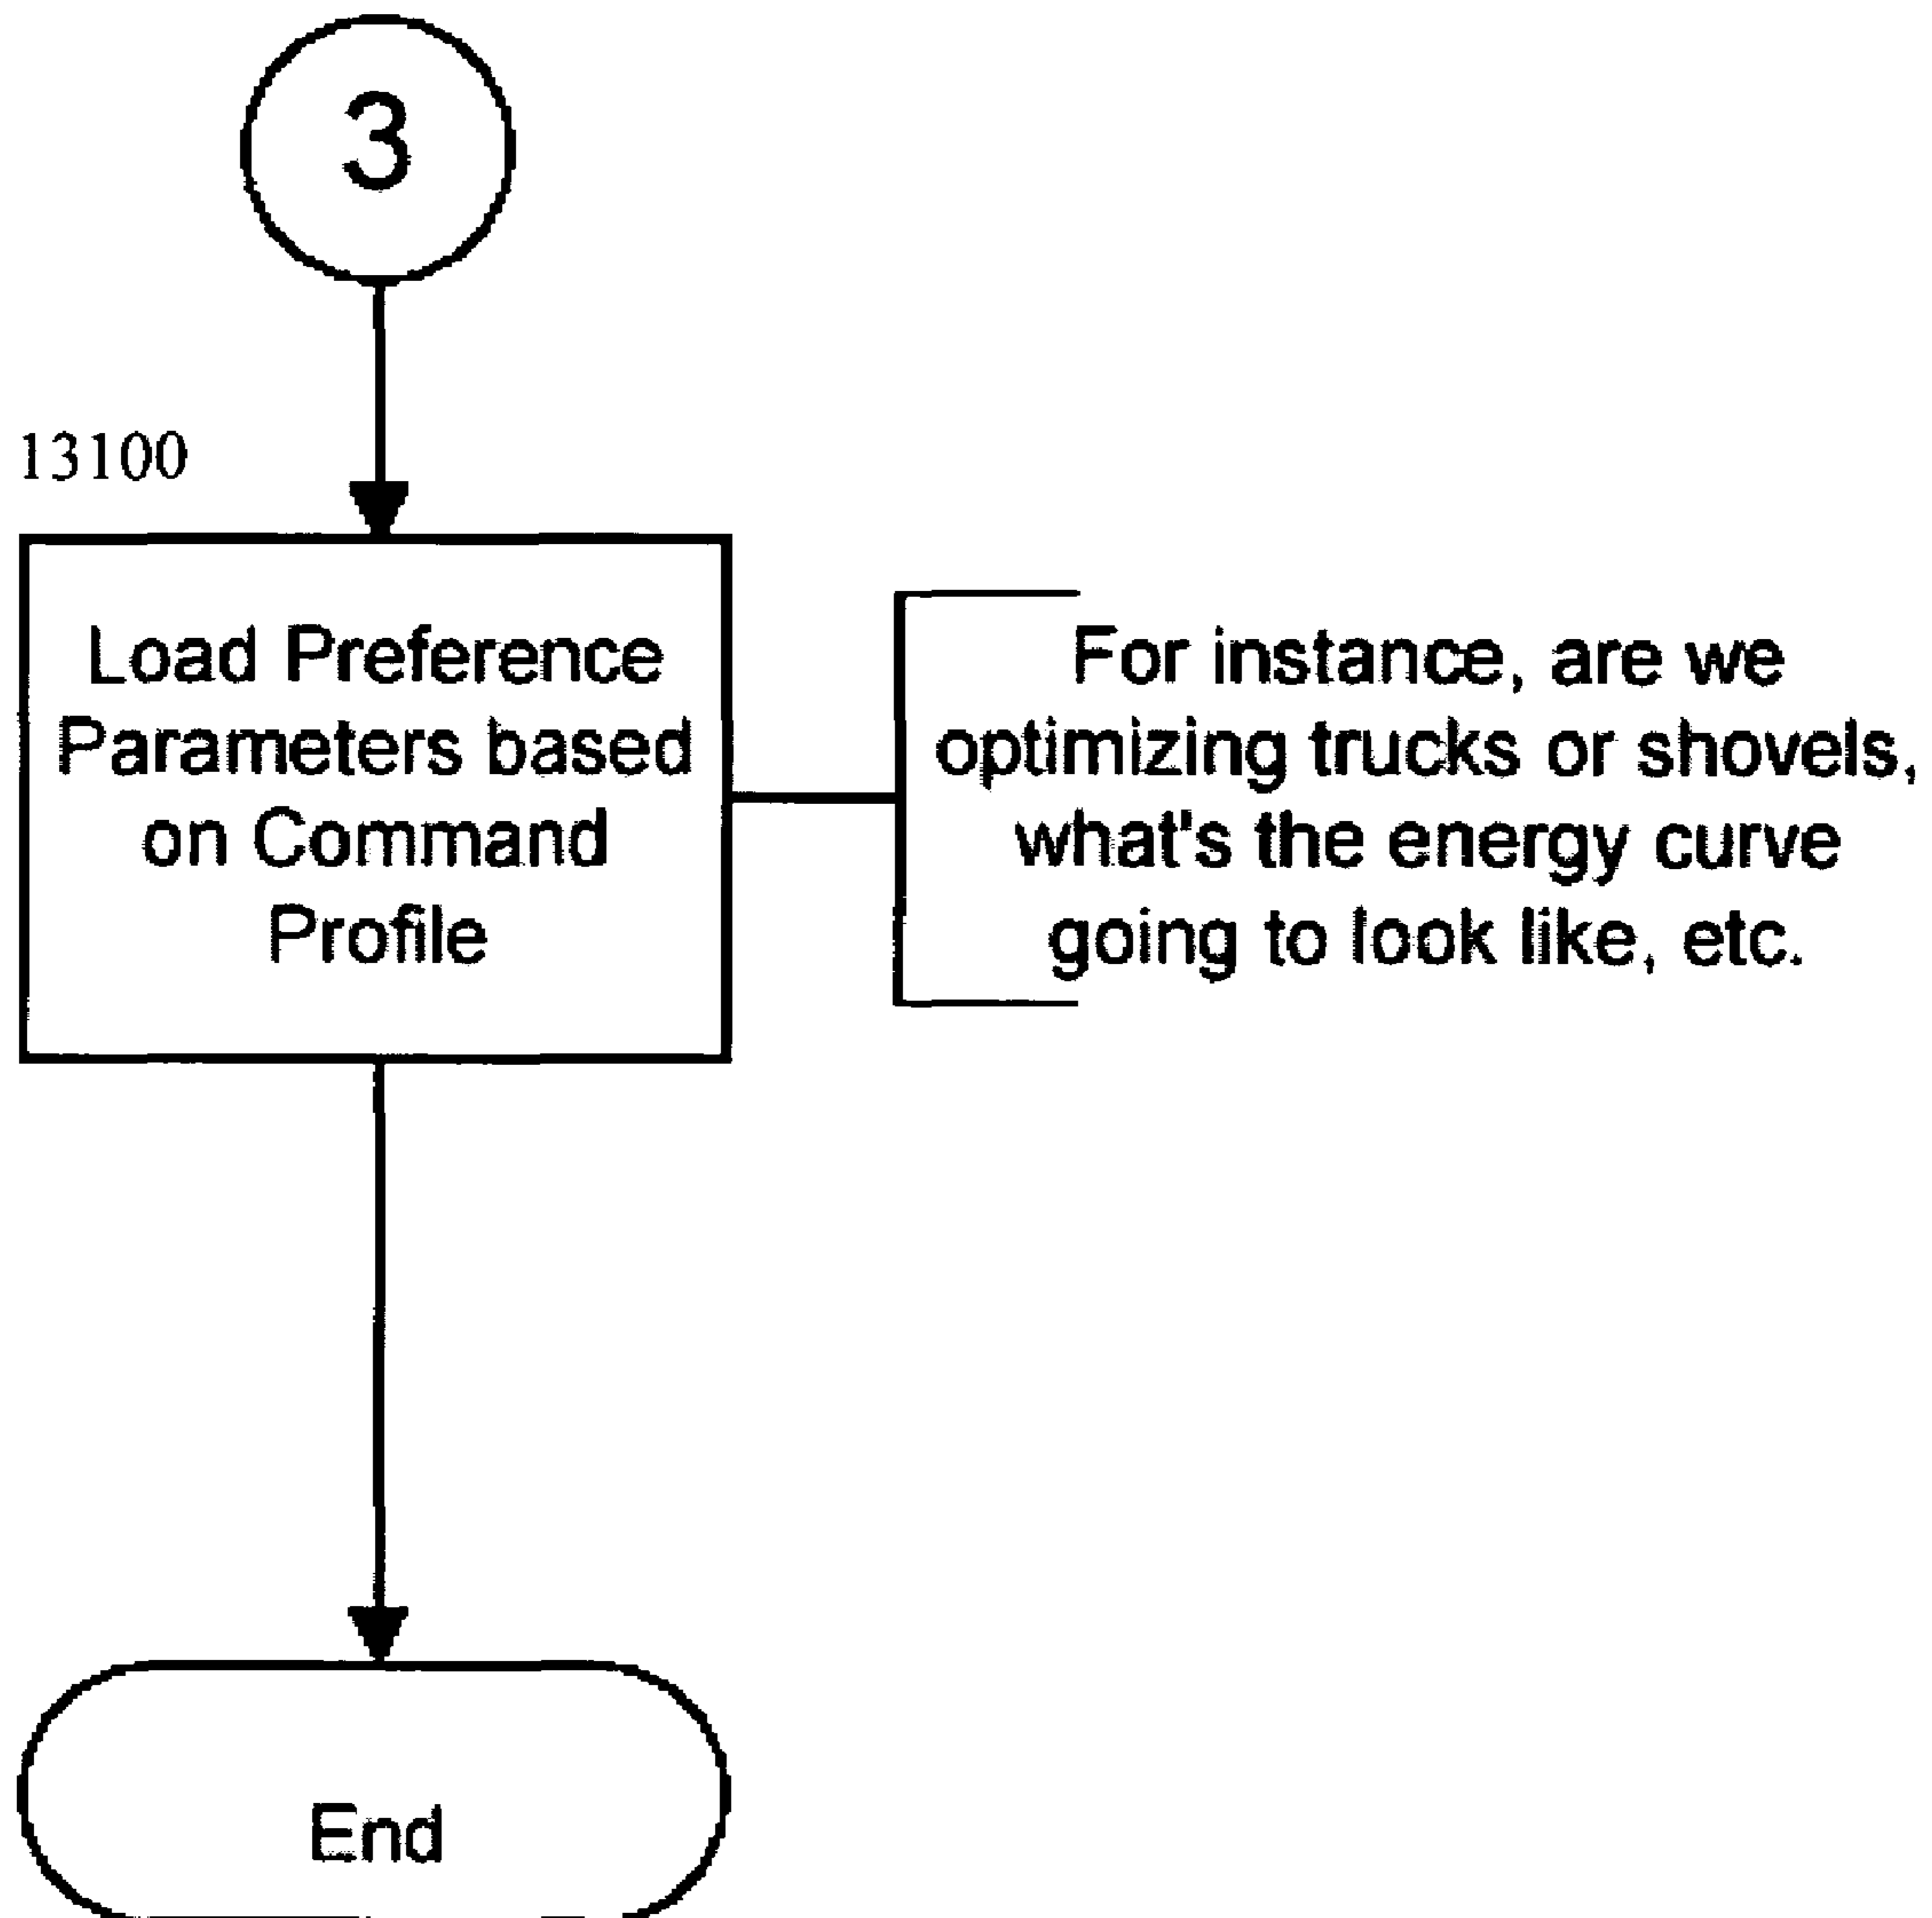 3
13100
Load Preference
Parameters based
on Command
Profile
For instance, are we
optimizing trucks or shovels,
what's the energy curve
going to look like, etc.
End